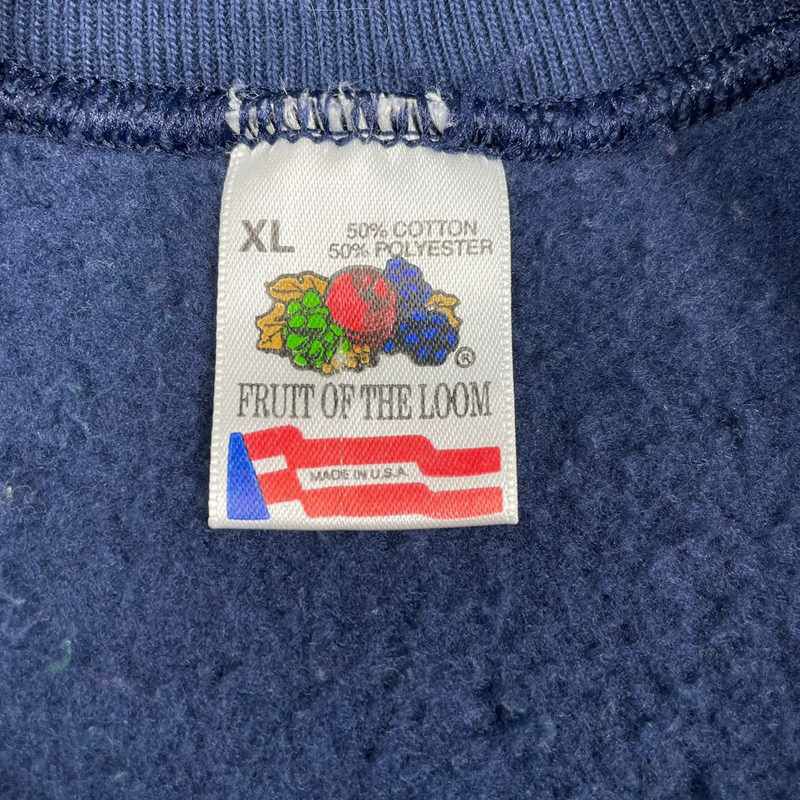 XL
50% COTTON
50% POLYESTER
®
FRUIT OF THE LOOM
MADE IN U.S.A.